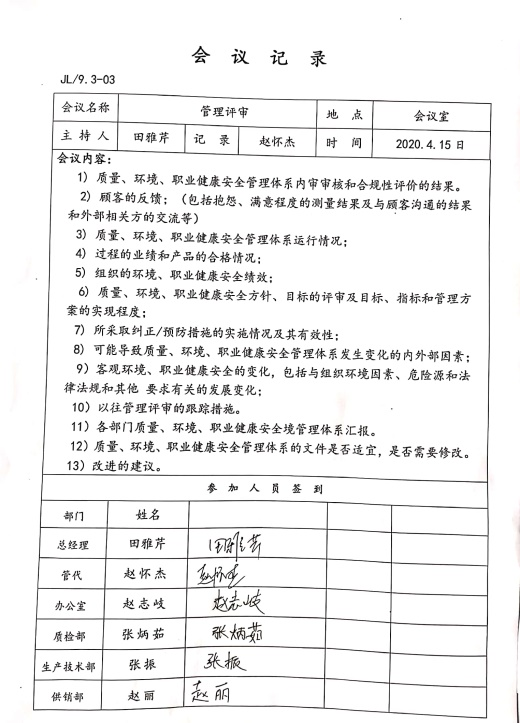 会 议 记 录
JL/9.3-03
会议名称 管理评审 地 点 会议室
主 持 人 田雅芹 记 录 赵怀杰 时 间 2020.4.15日
会议内容：
1) 质量、环境、职业健康安全管理体系内审审核和合规性评价的结果。
2) 顾客的反馈；（包括抱怨、满意程度的测量结果及与顾客沟通的结果
和外部相关方的交流等）
3) 质量、环境、职业健康安全管理体系运行情况；
4) 过程的业绩和产品的合格情况；
5) 组织的环境、职业健康安全绩效；
6) 质量、环境、职业健康安全方针、目标的评审及目标、指标和管理方
案的实现程度；
7) 所采取纠正/预防措施的实施情况及其有效性；
8) 可能导致质量、环境、职业健康安全管理体系发生变化的内外部因素；
9) 客观环境、职业健康安全的变化，包括与组织环境因素、危险源和法
律法规和其他 要求有关的发展变化；
10) 以往管理评审的跟踪措施。
11) 各部门质量、环境、职业健康安全境管理体系汇报。
12) 质量、环境、职业健康安全管理体系的文件是否适宜，是否需要修改。
13) 改进的建议。
参 加 人 员 签 到
部门 姓名
总经理 田雅芹 田雅芹
管代 赵怀杰 赵怀杰
办公室 赵志岐 赵志岐
质检部 张炳茹 张炳茹
生产技术部 张振 张振
供销部 赵丽 赵丽